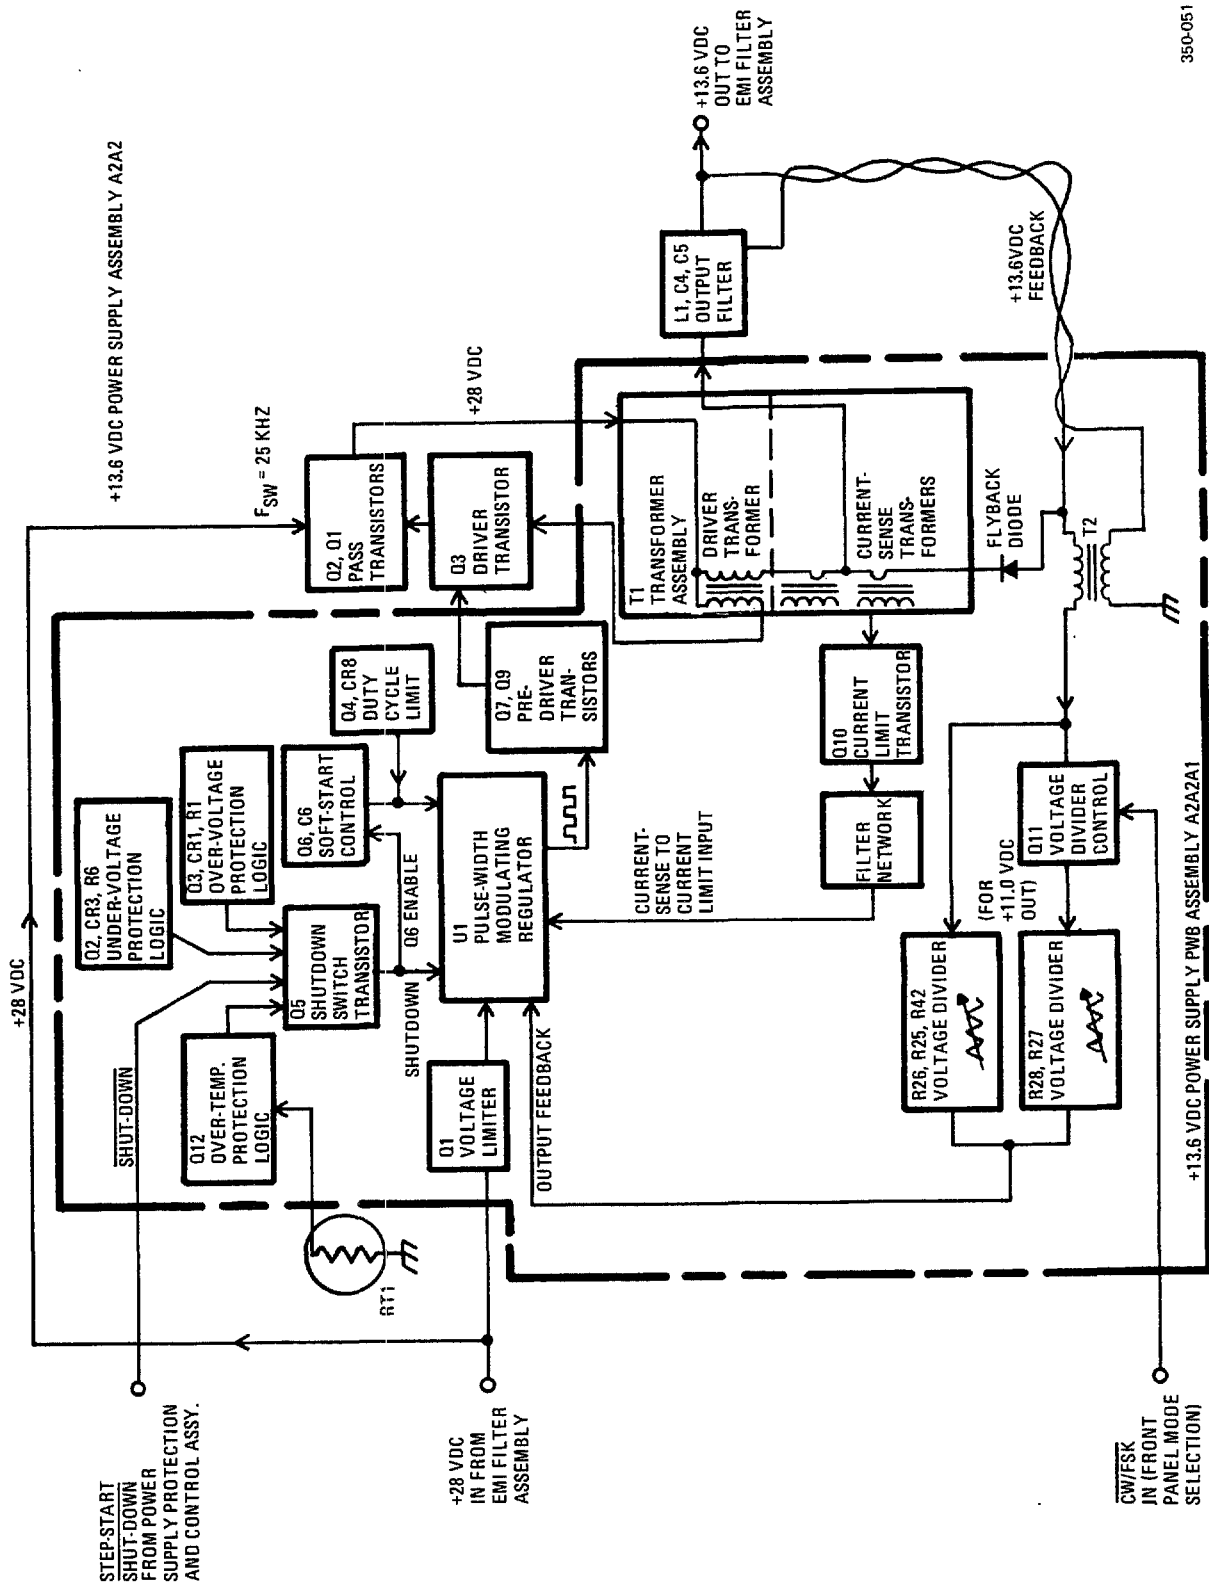 +13.6 VDC POWER SUPPLY ASSEMBLY A2A2
+28 VDC
STEP-START
SHUT-DOWN
FROM POWER
SUPPLY PROTECTION
AND CONTROL ASSY.
SHUT-DOWN
Q2, CR3, R6
UNDER-VOLTAGE
PROTECTION
LOGIC
Q3, CR1, R1
OVER-VOLTAGE
PROTECTION
LOGIC
Q12
OVER-TEMP.
PROTECTION
LOGIC
RT1
Q5
SHUTDOWN
SWITCH
TRANSISTOR
Q6, C6
SOFT-START
CONTROL
Q4, CR8
DUTY
CYCLE
LIMIT
SHUTDOWN
Q6 ENABLE
FSW = 25 KHZ
Q2, Q1
PASS
TRANSISTORS
Q3
DRIVER
TRANSISTOR
+28 VDC
+28 VDC
IN FROM
EMI FILTER
ASSEMBLY
Q1
VOLTAGE
LIMITER
U1
PULSE-WIDTH
MODULATING
REGULATOR
Q7, Q9
PRE-
DRIVER
TRAN-
SISTORS
OUTPUT FEEDBACK
CURRENT-
SENSE TO
CURRENT
LIMIT INPUT
T1
TRANSFORMER
ASSEMBLY
DRIVER
TRANS-
FORMER
CURRENT-
SENSE
TRANS-
FORMERS
L1, C4, C5
OUTPUT
FILTER
+13.6 VDC
OUT TO
EMI FILTER
ASSEMBLY
Q10
CURRENT
LIMIT
TRANSISTOR
FILTER
NETWORK
FLYBACK
DIODE
+13.6VDC
FEEDBACK
R26, R25, R42
VOLTAGE DIVIDER
(FOR
+11.0 VDC
OUT)
R28, R27
VOLTAGE DIVIDER
Q11
VOLTAGE
DIVIDER
CONTROL
T2
CW/FSK
IN (FRONT
PANEL MODE
SELECTION)
+13.6 VDC POWER SUPPLY PWB ASSEMBLY A2A2A1
350-051